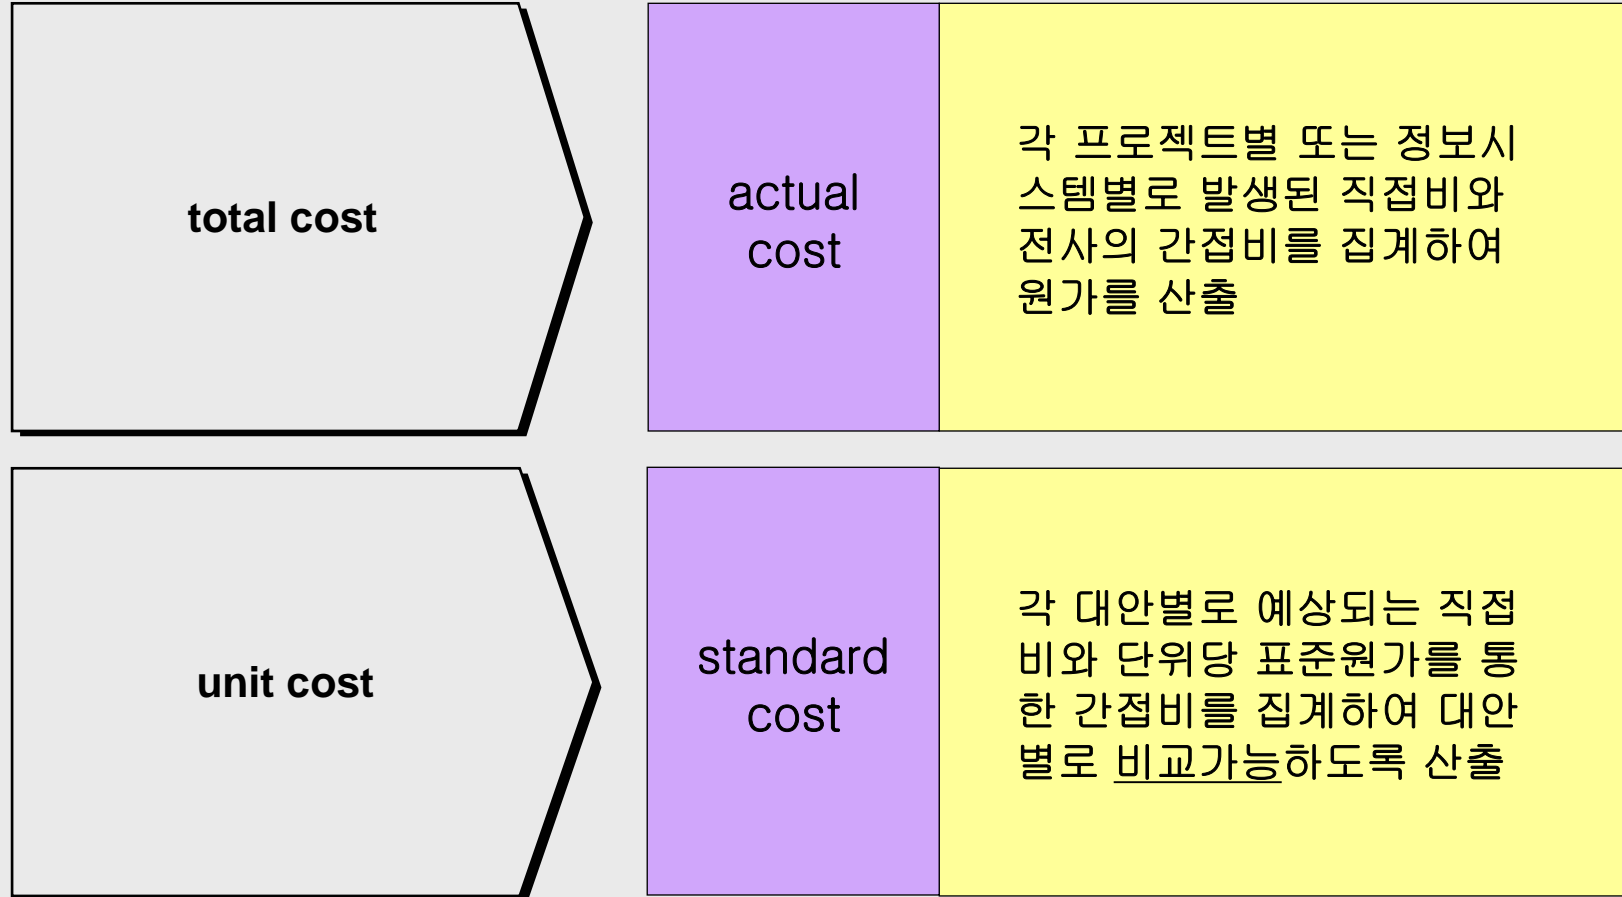 total cost
actual
cost
각 프로젝트별 또는 정보시
스템별로 발생된 직접비와
전사의 간접비를 집계하여
원가를 산출
unit cost
standard
cost
각 대안별로 예상되는 직접
비와 단위당 표준원가를 통
한 간접비를 집계하여 대안
별로 비교가능하도록 산출